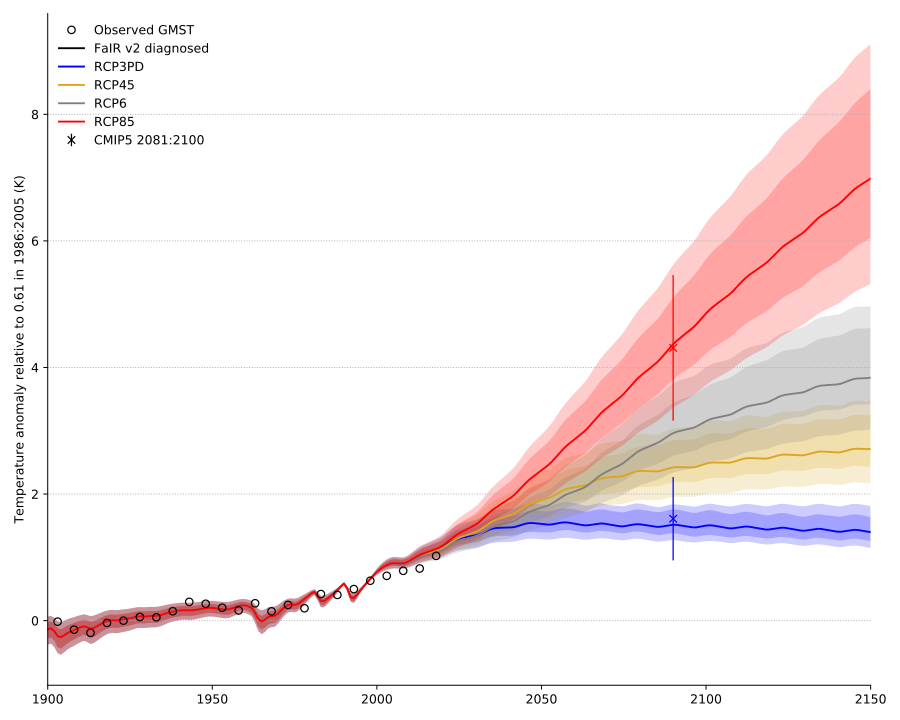 Observed GMST
FaIR v2 diagnosed
RCP3PD
RCP45
RCP6
RCP85
CMIP5 2081:2100
Temperature anomaly relative to 0.61 in 1986:2005 (K)
8
6
4
2
0
1900 1950 2000 2050 2100 2150